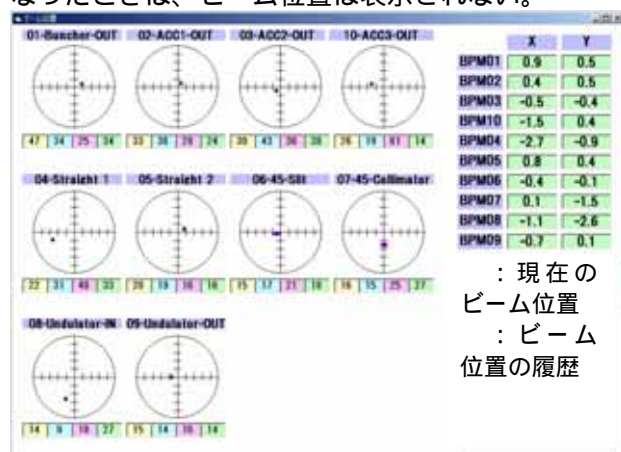 なったときは、ビーム位置は表示されない。
01-Buncher-OUT 02-ACC1-OUT 03-ACC2-OUT 10-ACC3-OUT
X Y
BPM01 0.9 0.5
BPM02 0.4 0.5
BPM03 -0.5 -0.4
BPM10 -1.5 0.4
BPM04 -2.7 -0.9
BPM05 0.8 0.4
BPM06 -0.4 -0.1
BPM07 0.1 -1.5
BPM08 -1.1 -2.6
BPM09 -0.7 0.1
47 34 25 34 33 36 28 24 38 43 36 38 26 19 61 14
04-Straight 1 05-Straight 2 06-45-Slit 07-45-Collimator
22 31 48 33 28 19 36 18 15 17 21 18 16 15 25 27
:現在の
ビーム位置
:ビーム
位置の履歴
08-Undulator-IN 09-Undulator-OUT
14 9 18 27 15 14 16 14